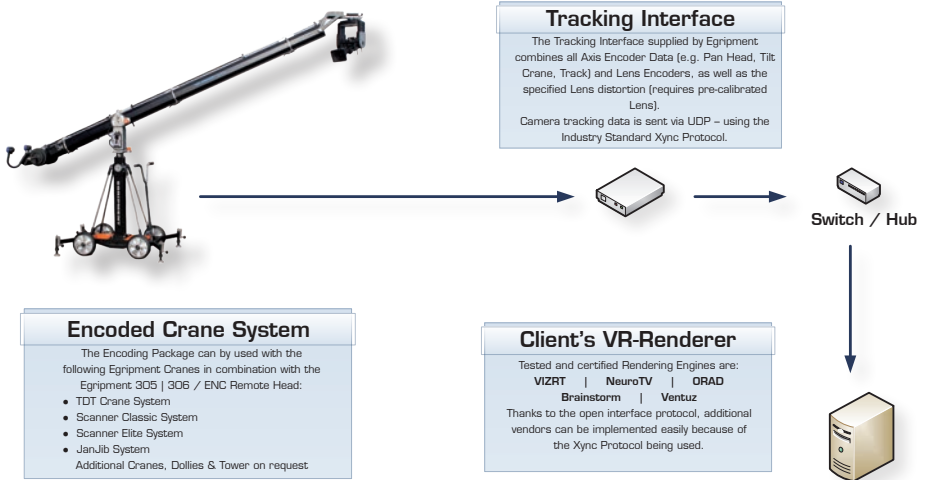 Tracking Interface
The Tracking Interface supplied by Egripment
combines all Axis Encoder Data (e.g. Pan Head, Tilt
Crane, Track) and Lens Encoders, as well as the
specified Lens distortion (requires pre-calibrated
Lens).
Camera tracking data is sent via UDP – using the
Industry Standard Xync Protocol.
Switch / Hub
Encoded Crane System
The Encoding Package can by used with the
following Egripment Cranes in combination with the
Egripment 305 | 306 / ENC Remote Head:
• TDT Crane System
• Scanner Classic System
• Scanner Elite System
• JanJib System
Additional Cranes, Dollies & Tower on request
Client's VR-Renderer
Tested and certified Rendering Engines are:
VIZRT | NeuroTV | ORAD
Brainstorm | Ventuz
Thanks to the open interface protocol, additional
vendors can be implemented easily because of
the Xync Protocol being used.